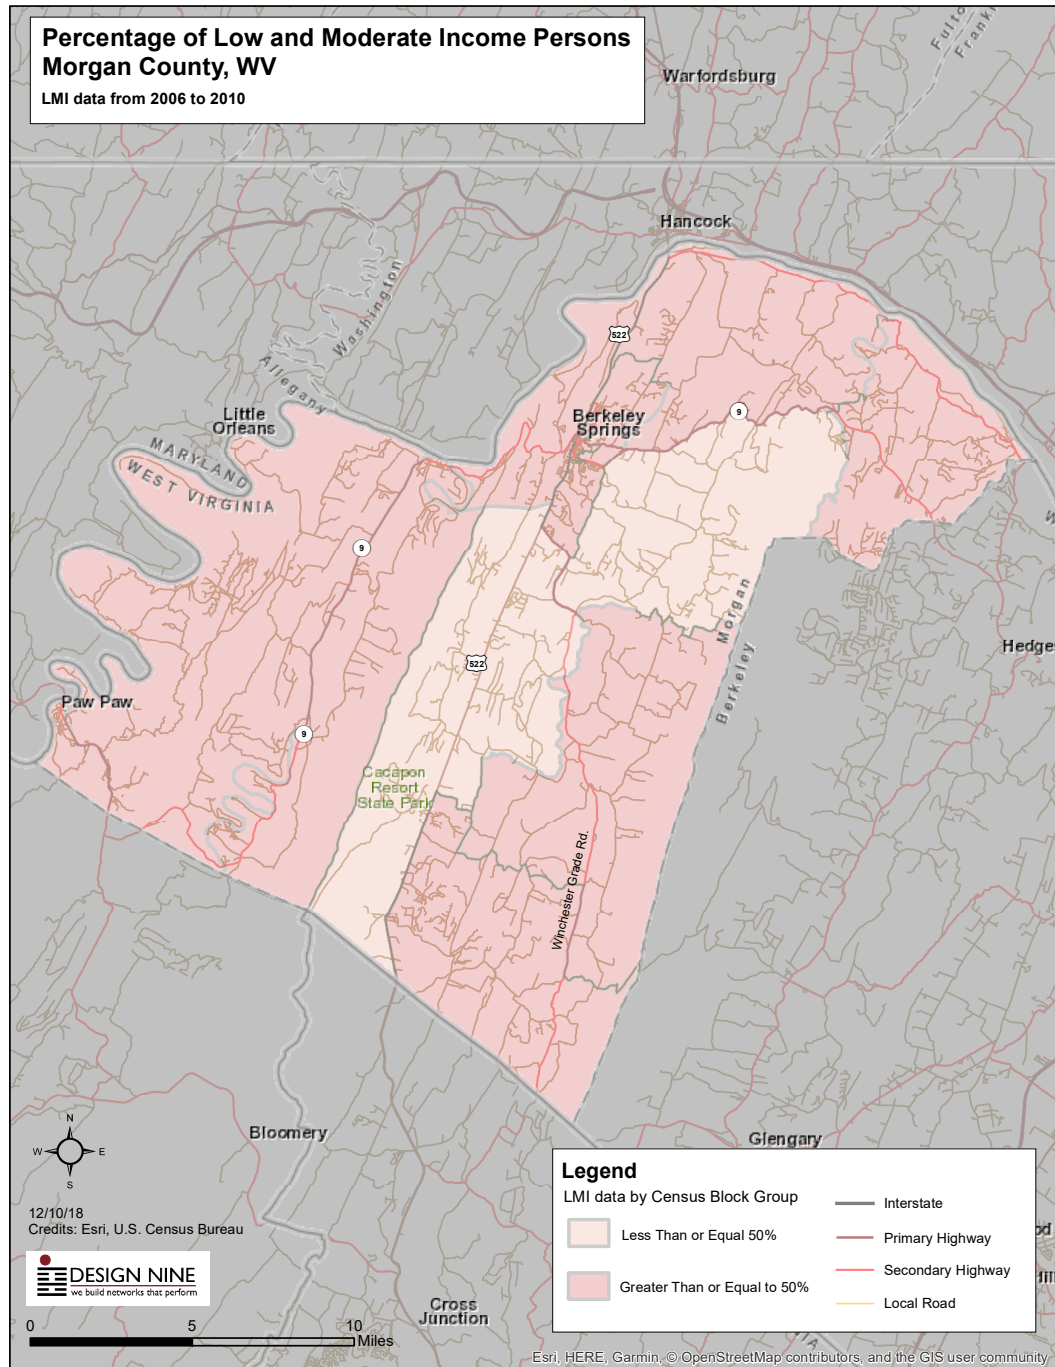 Percentage of Low and Moderate Income Persons
Morgan County, WV
LMI data from 2006 to 2010
Warfordsburg
Hancock
Washington
Allegany
Little
Orleans
MARYLAND
WEST VIRGINIA
522
Berkeley
Springs
9
9
Morgan
Berkeley
522
Paw Paw
9
Cacapon
Resort
State Park
Winchester Grade Rd.
Bloomery
Glengary
N
W
E
S
12/10/18
Credits: Esri, U.S. Census Bureau
DESIGN NINE
we build networks that perform
Cross
Junction
0 5 10
Miles
Legend
LMI data by Census Block Group
Less Than or Equal 50%
Greater Than or Equal to 50%
Interstate
Primary Highway
Secondary Highway
Local Road
Esri, HERE, Garmin, © OpenStreetMap contributors, and the GIS user community